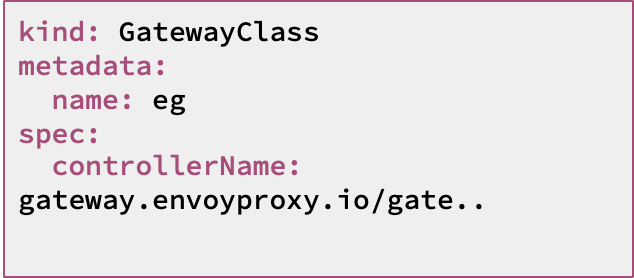 kind: GatewayClass
metadata:
  name: eg
spec:
  controllerName:
gateway.envoyproxy.io/gate..